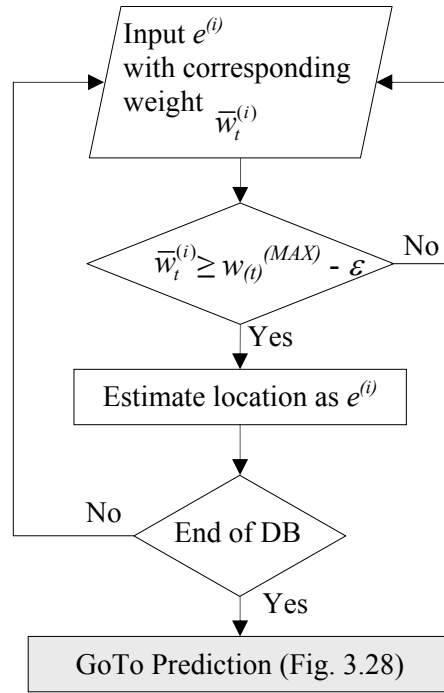 Input e⁽ⁱ⁾
with corresponding
weight w̅ₜ⁽ⁱ⁾
w̅ₜ⁽ⁱ⁾ ≥ w₍ₜ₎⁽ᴹᴬˣ⁾ - ε
No
Yes
Estimate location as e⁽ⁱ⁾
No
End of DB
Yes
GoTo Prediction (Fig. 3.28)